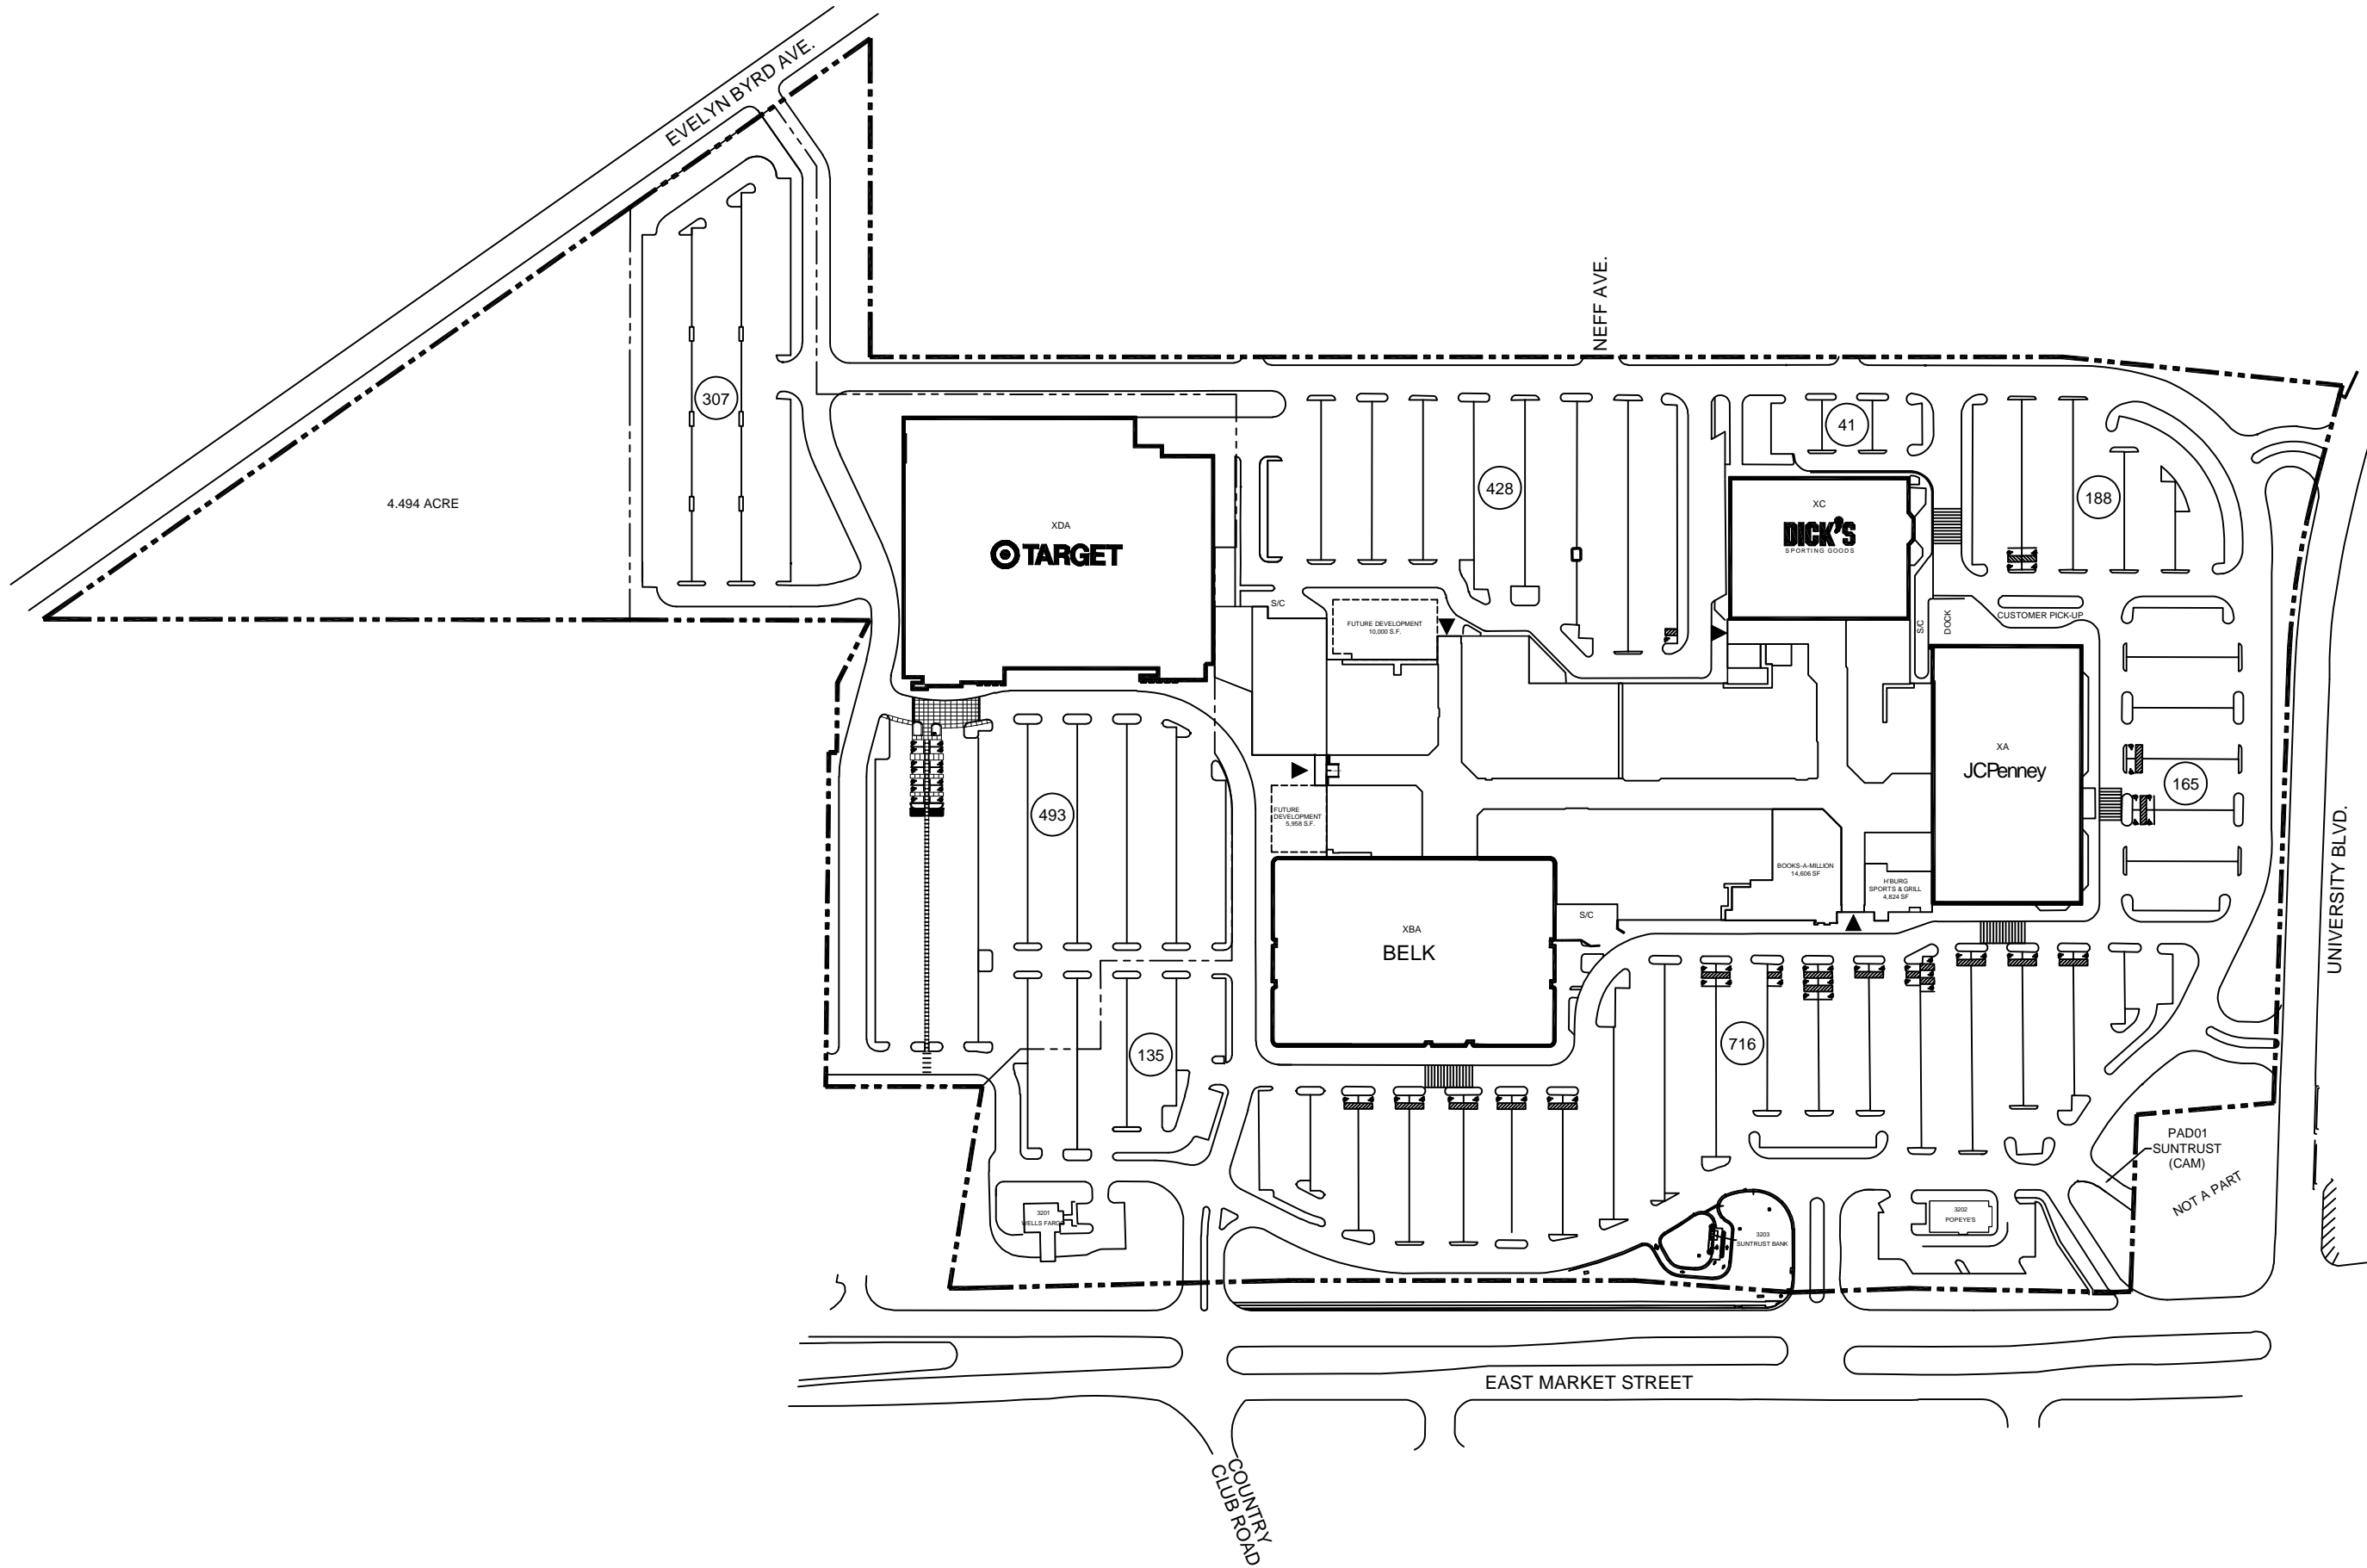 EVELYN BYRD AVE.
NEFF AVE.
307
41
428
188
4.494 ACRE
XDA
TARGET
XC
DICK'S
SPORTING GOODS
S/C
FUTURE DEVELOPMENT
10,000 S.F.
S/C
DOCK
CUSTOMER PICK-UP
XA
JCPenney
165
493
FUTURE
DEVELOPMENT
5,958 S.F.
BOOKS-A-MILLION
14,606 SF
H'BURG
SPORTS & GRILL
4,824 SF
UNIVERSITY BLVD.
S/C
XBA
BELK
716
135
PAD01
SUNTRUST
(CAM)
NOT A PART
3201
WELLS FARGO
3202
POPEYE'S
3203
SUNTRUST BANK
EAST MARKET STREET
COUNTRY
CLUB ROAD